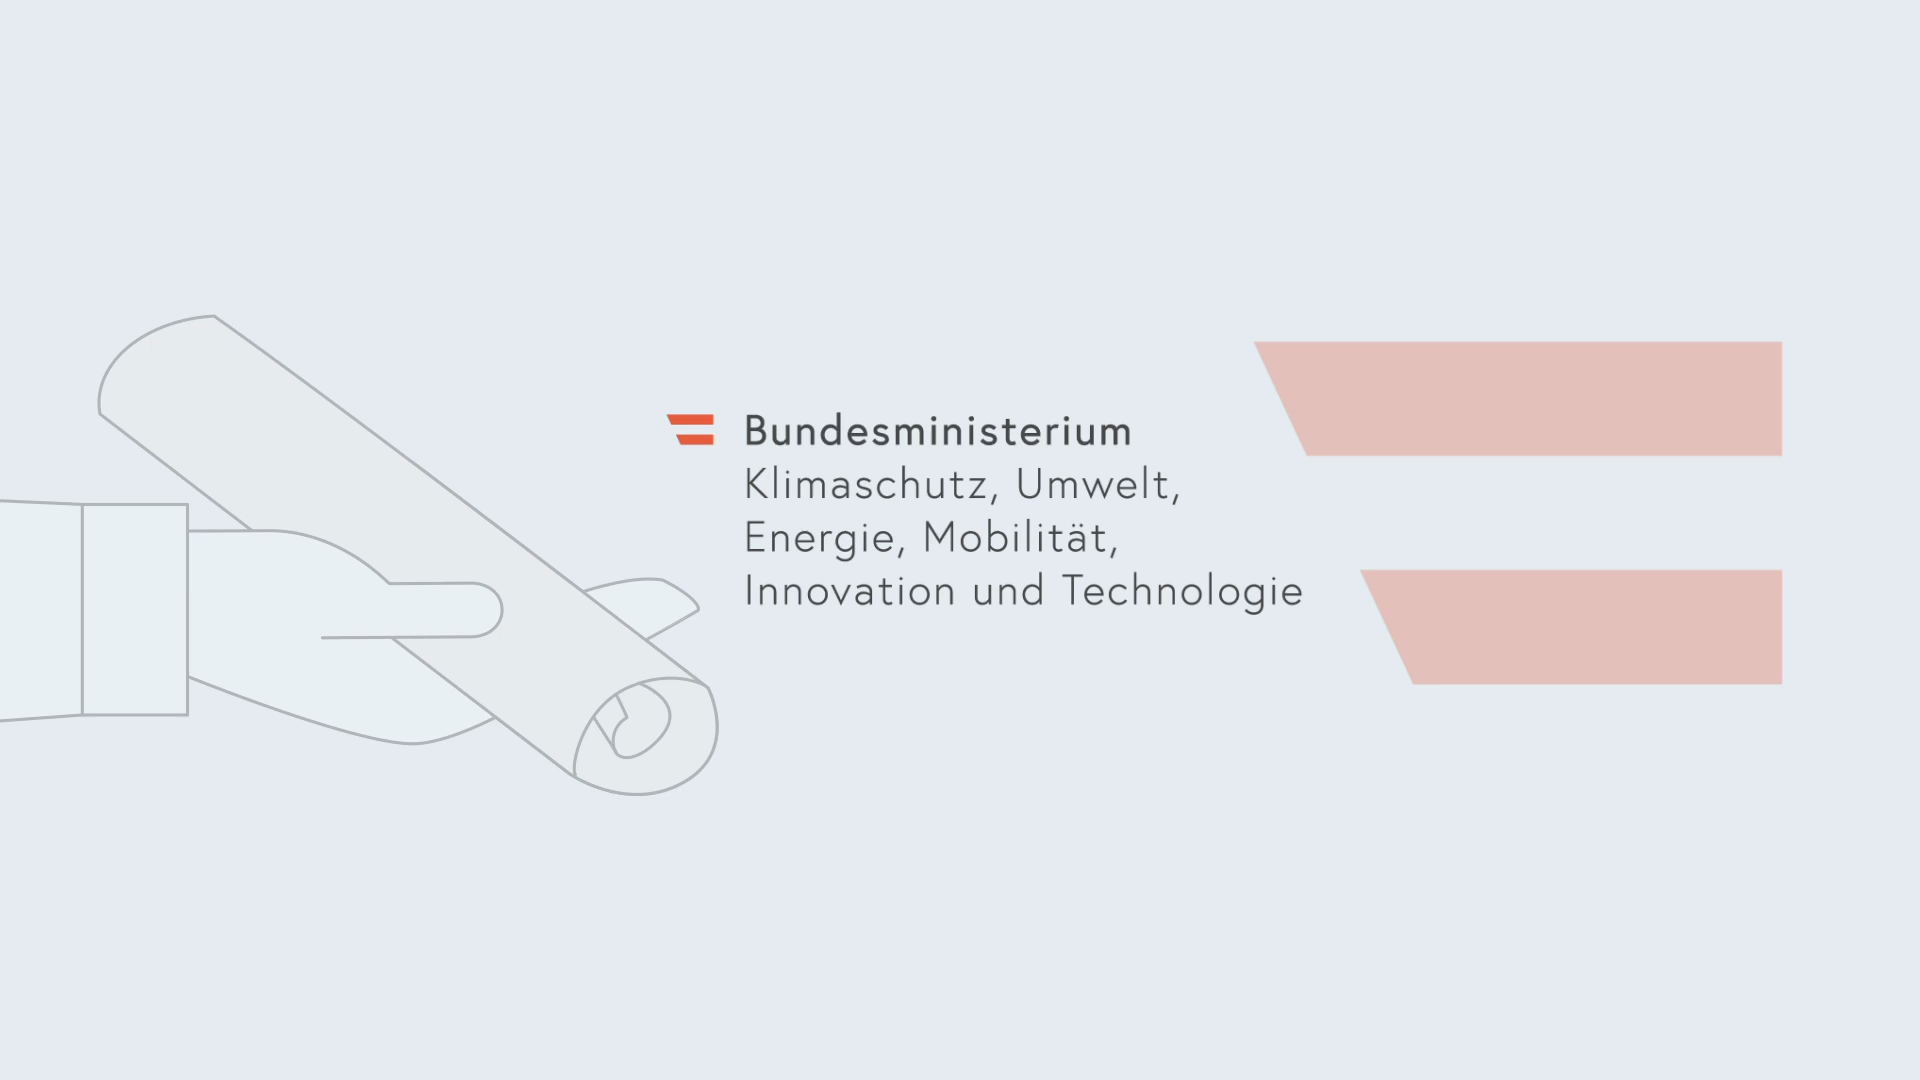 Bundesministerium
Klimaschutz, Umwelt,
Energie, Mobilität,
Innovation und Technologie